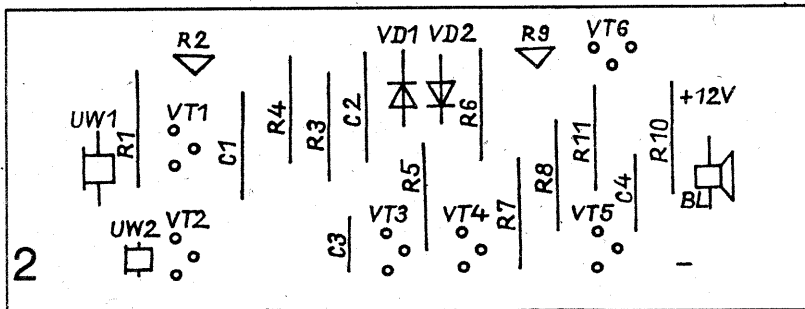 R2
VD1 VD2
R9
VT6
UW1
R1
VT1
C1
R4
R3
C2
R6
R11
R10
+12V
R5
R8
C4
BL
UW2
VT2
C3
VT3
VT4
R7
VT5
2
–